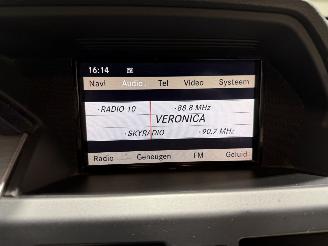 16:14
Navi Audio Tel Video Systeem
·RADIO 10 ·88.8 MHz
VERONICA
·SKYRADIO ·90.7 MHz
Radio Geheugen FM Geluid